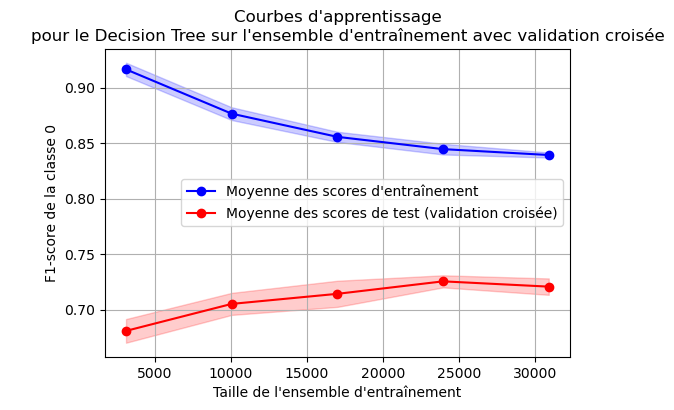 Courbes d'apprentissage
pour le Decision Tree sur l'ensemble d'entraînement avec validation croisée
0.90
0.85
0.80
0.75
0.70
F1-score de la classe 0
Moyenne des scores d'entraînement
Moyenne des scores de test (validation croisée)
5000 10000 15000 20000 25000 30000
Taille de l'ensemble d'entraînement